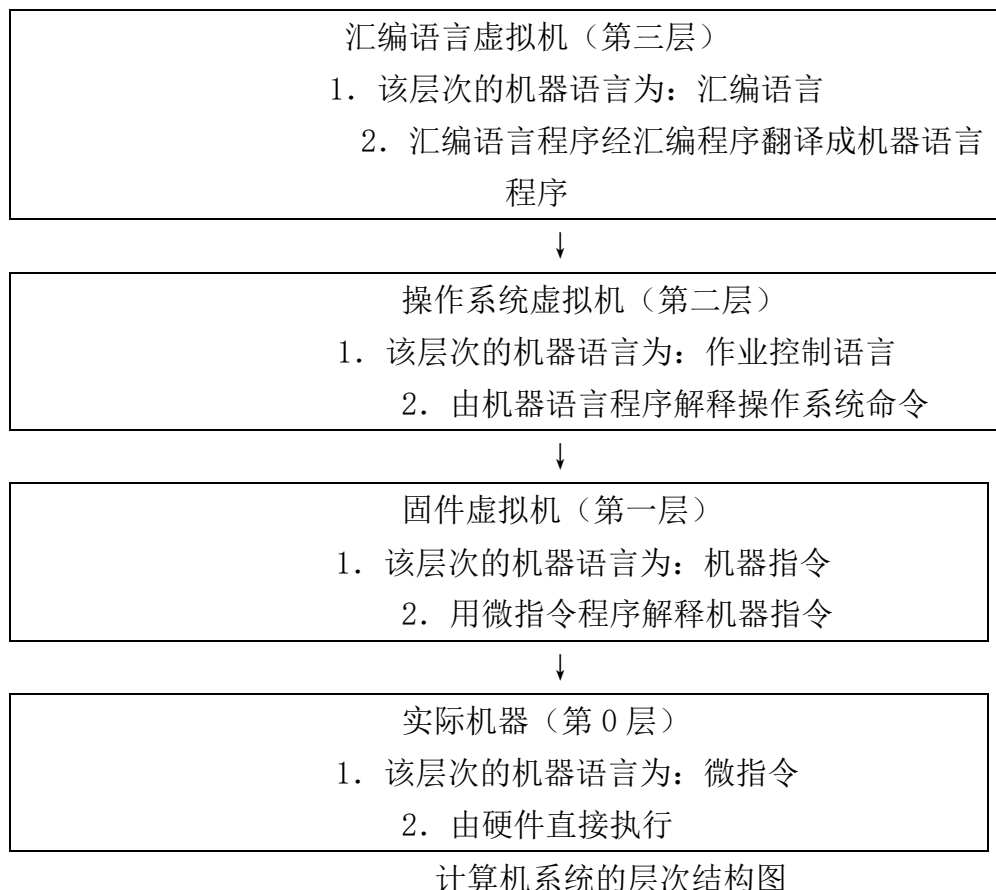 汇编语言虚拟机（第三层）
1．该层次的机器语言为：汇编语言
2．汇编语言程序经汇编程序翻译成机器语言
程序
↓
操作系统虚拟机（第二层）
1．该层次的机器语言为：作业控制语言
2．由机器语言程序解释操作系统命令
↓
固件虚拟机（第一层）
1．该层次的机器语言为：机器指令
2．用微指令程序解释机器指令
↓
实际机器（第 0 层）
1．该层次的机器语言为：微指令
2．由硬件直接执行
计算机系统的层次结构图